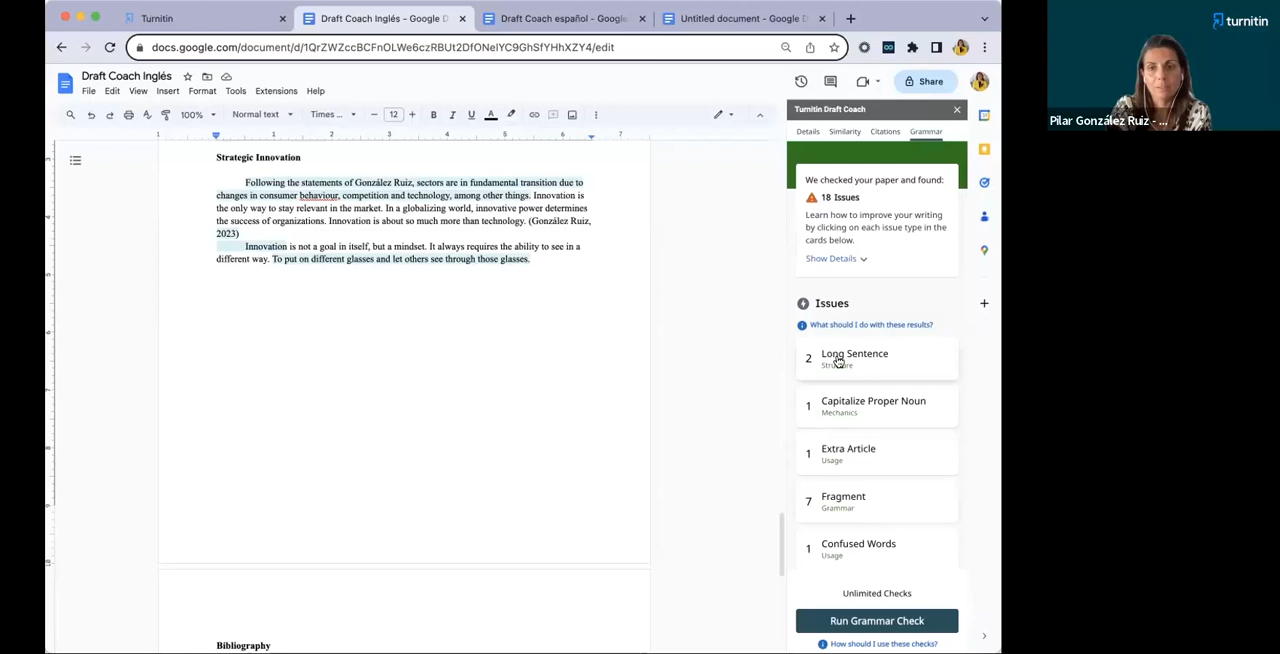 Turnitin
Draft Coach Inglés - Google D
Draft Coach español - Google
Untitled document - Google D
turnitin
docs.google.com/document/d/1QrZWZccBCFnOLWe6czRBUt2DfONelYC9GhSfYHhXZY4/edit
Draft Coach Inglés
File Edit View Insert Format Tools Extensions Help
Share
100% Normal text Times ... 12 B I U A
Turnitin Draft Coach
Pilar González Ruiz - ...
Details Similarity Citations Grammar
1 1 2 3 4 5 6 7
Strategic Innovation
Following the statements of González Ruiz, sectors are in fundamental transition due to
changes in consumer behaviour, competition and technology, among other things. Innovation is
the only way to stay relevant in the market. In a globalizing world, innovative power determines
the success of organizations. Innovation is about so much more than technology. (González Ruiz,
2023)
Innovation is not a goal in itself, but a mindset. It always requires the ability to see in a
different way. To put on different glasses and let others see through those glasses.
Bibliography
We checked your paper and found:
18 Issues
Learn how to improve your writing
by clicking on each issue type in the
cards below.
Show Details
Issues
What should I do with these results?
2 Long Sentence
Structure
1 Capitalize Proper Noun
Mechanics
1 Extra Article
Usage
7 Fragment
Grammar
1 Confused Words
Usage
Unlimited Checks
Run Grammar Check
How should I use these checks?